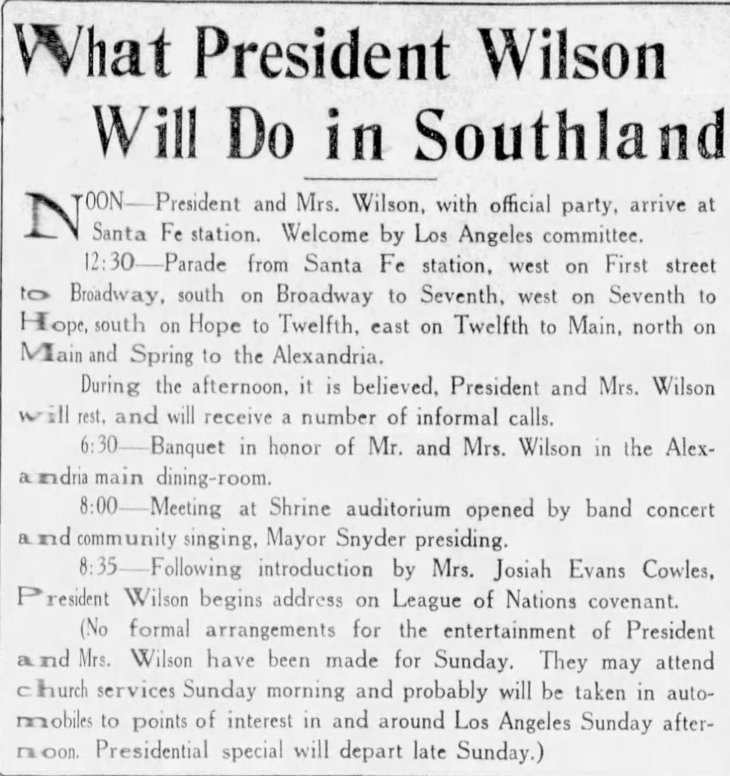 What President Wilson
Will Do in Southland
NOON—President and Mrs. Wilson, with official party, arrive at
Santa Fe station. Welcome by Los Angeles committee.
12:30—Parade from Santa Fe station, west on First street
to Broadway, south on Broadway to Seventh, west on Seventh to
Hope, south on Hope to Twelfth, east on Twelfth to Main, north on
Main and Spring to the Alexandria.
During the afternoon, it is believed, President and Mrs. Wilson
will rest, and will receive a number of informal calls.
6:30—Banquet in honor of Mr. and Mrs. Wilson in the Alex-
andria main dining-room.
8:00—Meeting at Shrine auditorium opened by band concert
and community singing, Mayor Snyder presiding.
8:35—Following introduction by Mrs. Josiah Evans Cowles,
President Wilson begins address on League of Nations covenant.
(No formal arrangements for the entertainment of President
and Mrs. Wilson have been made for Sunday. They may attend
church services Sunday morning and probably will be taken in auto-
mobiles to points of interest in and around Los Angeles Sunday after-
noon. Presidential special will depart late Sunday.)